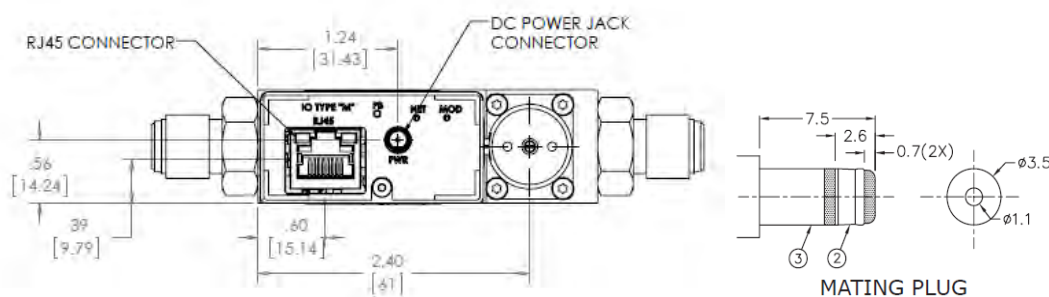 DC POWER JACK
CONNECTOR
RJ45 CONNECTOR
1.24
[31.43]
IO TYPE "M"
RJ45
NET
MOD
PWR
.56
[14.24]
.39
[9.79]
.60
[15.14]
2.40
[61]
7.5
2.6
0.7(2X)
ø3.5
ø1.1
3
2
MATING PLUG